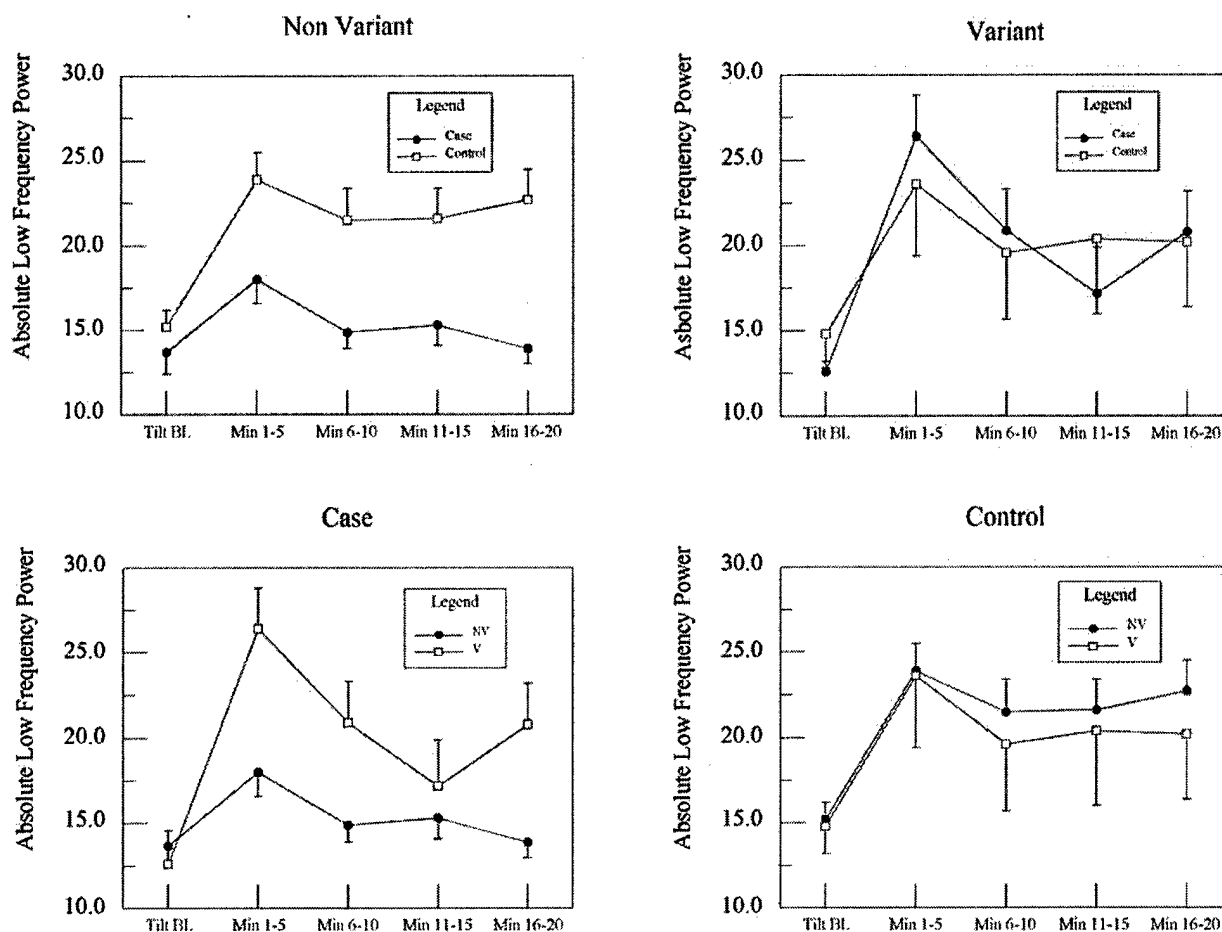 Non Variant
Absolute Low Frequency Power
30.0
25.0
20.0
15.0
10.0
Legend
Case
Control
Tilt BL
Min 1-5
Min 6-10
Min 11-15
Min 16-20
Variant
Asbolute Low Frequency Power
30.0
25.0
20.0
15.0
10.0
Legend
Case
Control
Tilt BL
Min 1-5
Min 6-10
Min 11-15
Min 16-20
Case
Absolute Low Frequency Power
30.0
25.0
20.0
15.0
10.0
Legend
NV
V
Tilt BL
Min 1-5
Min 6-10
Min 11-15
Min 16-20
Control
Absolute Low Frequency Power
30.0
25.0
20.0
15.0
10.0
Legend
NV
V
Tilt BL
Min 1-5
Min 6-10
Min 11-15
Min 16-20